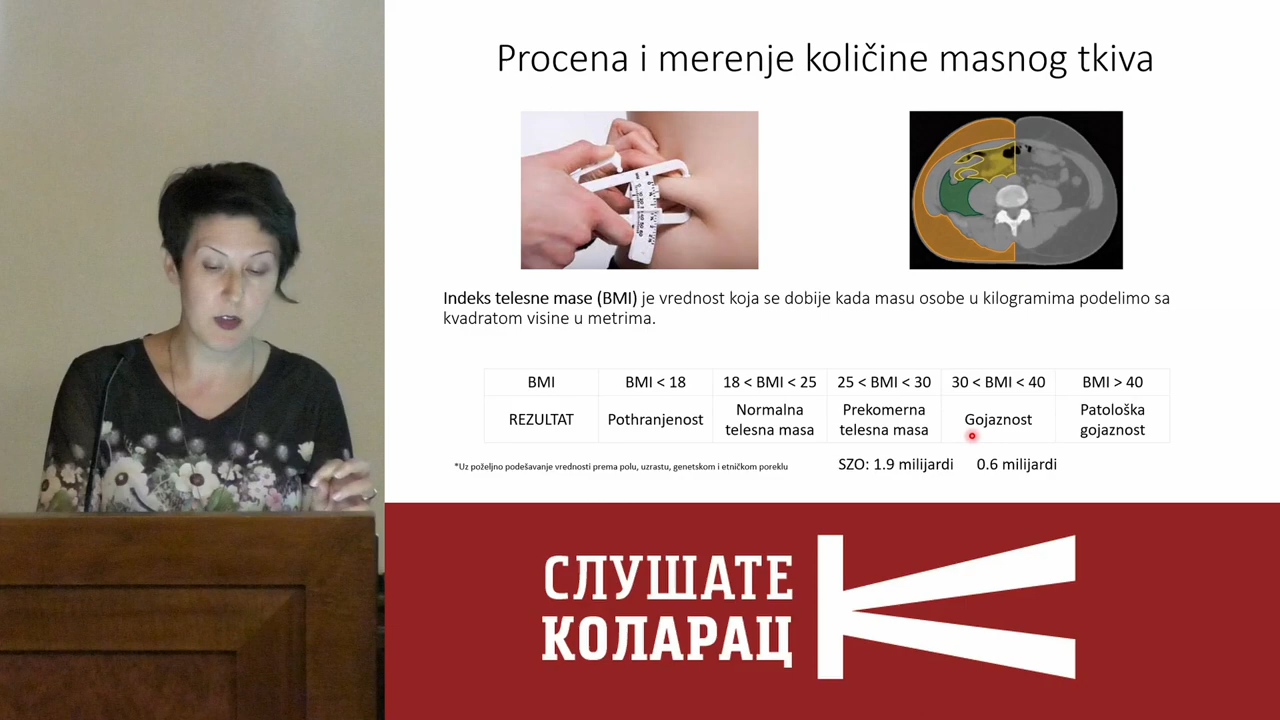 Procena i merenje količine masnog tkiva
Indeks telesne mase (BMI) je vrednost koja se dobije kada masu osobe u kilogramima podelimo sa
kvadratom visine u metrima.
BMI BMI < 18 18 < BMI < 25 25 < BMI < 30 30 < BMI < 40 BMI > 40
REZULTAT Pothranjenost Normalna telesna masa Prekomerna telesna masa Gojaznost Patološka gojaznost
*Uz poželjno podešavanje vrednosti prema polu, uzrastu, genetskom i etničkom poreklu
SZO: 1.9 milijardi 0.6 milijardi
СЛУШАТЕ
КОЛАРАЦ